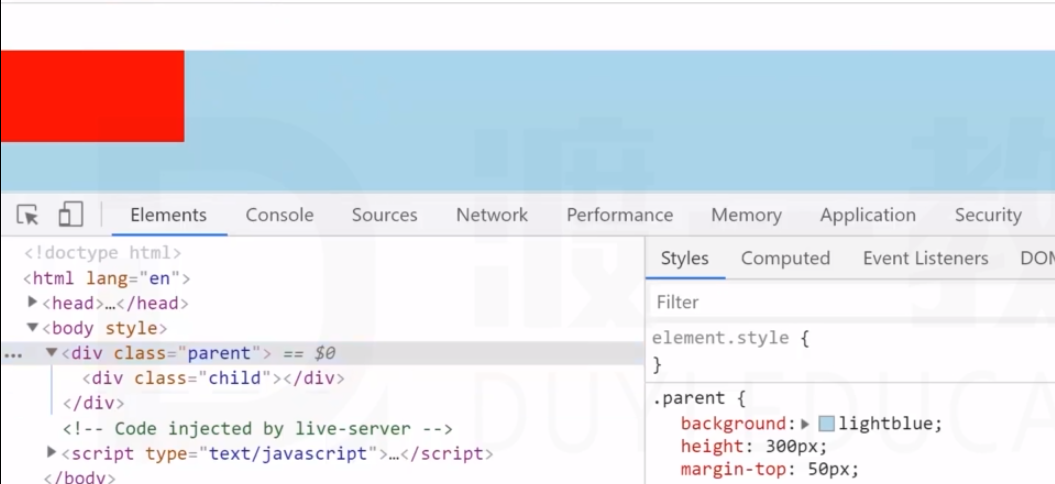 Elements Console Sources Network Performance Memory Application Security
<!doctype html>
<html lang="en">
▶<head>…</head>
▼<body style>
… ▼<div class="parent"> == $0
<div class="child"></div>
</div>
<!-- Code injected by live-server -->
▶<script type="text/javascript">…</script>
</body>
Styles Computed Event Listeners DOM
Filter
element.style {
}
.parent {
background:▶ lightblue;
height: 300px;
margin-top: 50px;
渡 教
DUYI EDUCA